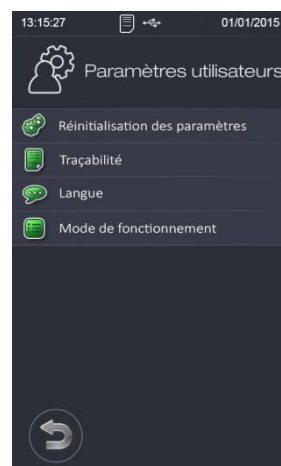 13:15:27 01/01/2015
Paramètres utilisateurs
Réinitialisation des paramètres
Traçabilité
Langue
Mode de fonctionnement